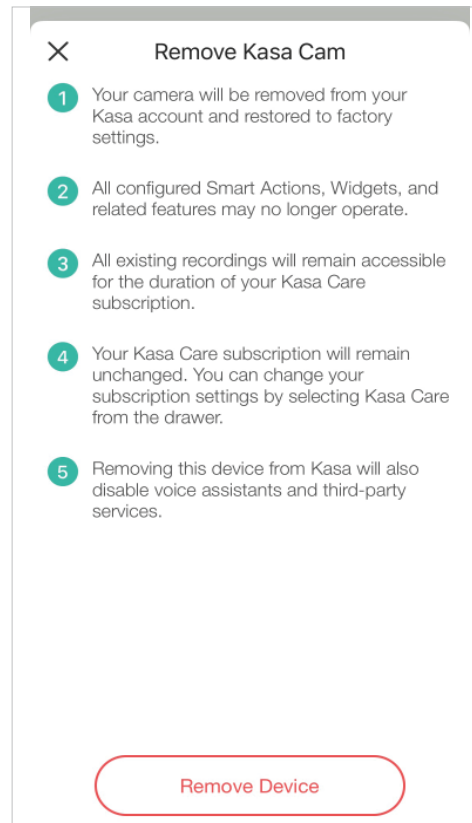 Remove Kasa Cam
1 Your camera will be removed from your
Kasa account and restored to factory
settings.
2 All configured Smart Actions, Widgets, and
related features may no longer operate.
3 All existing recordings will remain accessible
for the duration of your Kasa Care
subscription.
4 Your Kasa Care subscription will remain
unchanged. You can change your
subscription settings by selecting Kasa Care
from the drawer.
5 Removing this device from Kasa will also
disable voice assistants and third-party
services.
Remove Device